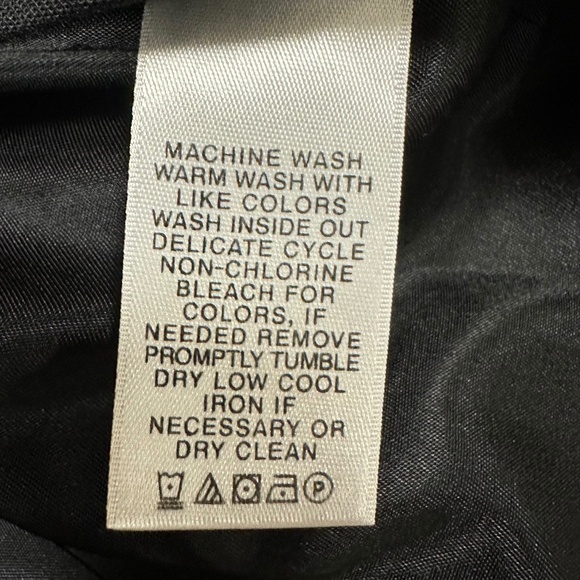 MACHINE WASH
WARM WASH WITH
LIKE COLORS
WASH INSIDE OUT
DELICATE CYCLE
NON-CHLORINE
BLEACH FOR
COLORS, IF
NEEDED REMOVE
PROMPTLY TUMBLE
DRY LOW COOL
IRON IF
NECESSARY OR
DRY CLEAN
P